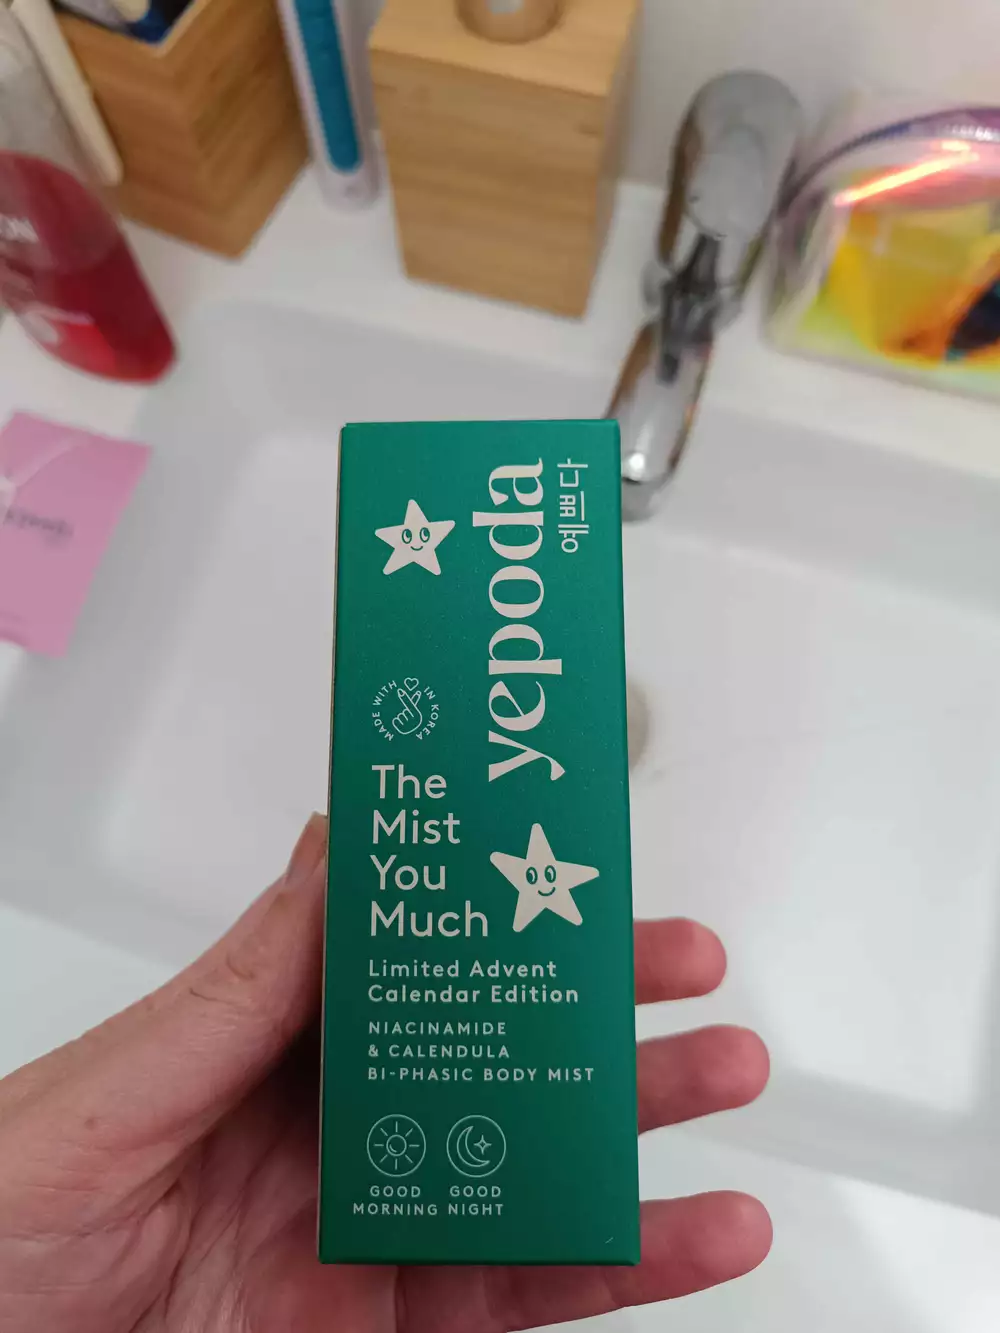 yepoda
예쁘다
MADE WITH
IN KOREA
The
Mist
You
Much
Limited Advent
Calendar Edition
NIACINAMIDE
& CALENDULA
BI-PHASIC BODY MIST
GOOD
MORNING
GOOD
NIGHT